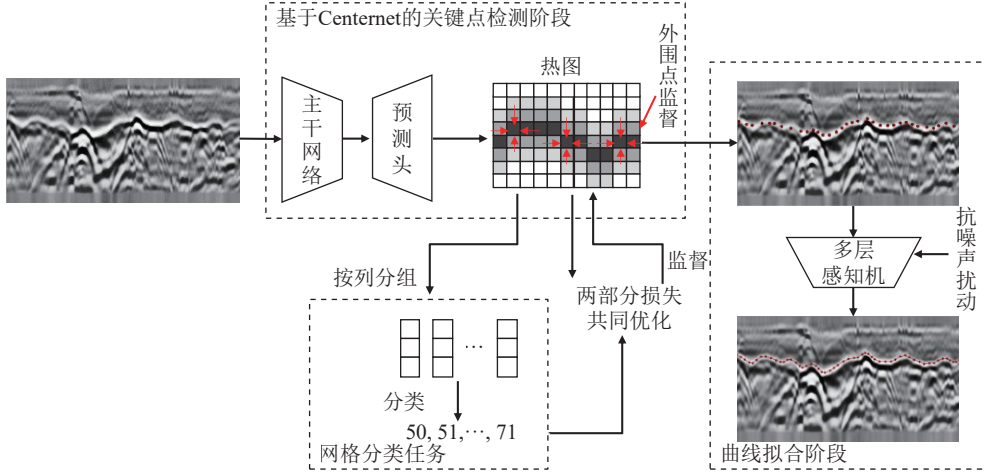 基于Centernet的关键点检测阶段
主干网络
预测头
热图
外围点监督
按列分组
监督
两部分损失
共同优化
…
分类
50, 51,…, 71
网格分类任务
多层
感知机
抗噪声扰动
曲线拟合阶段